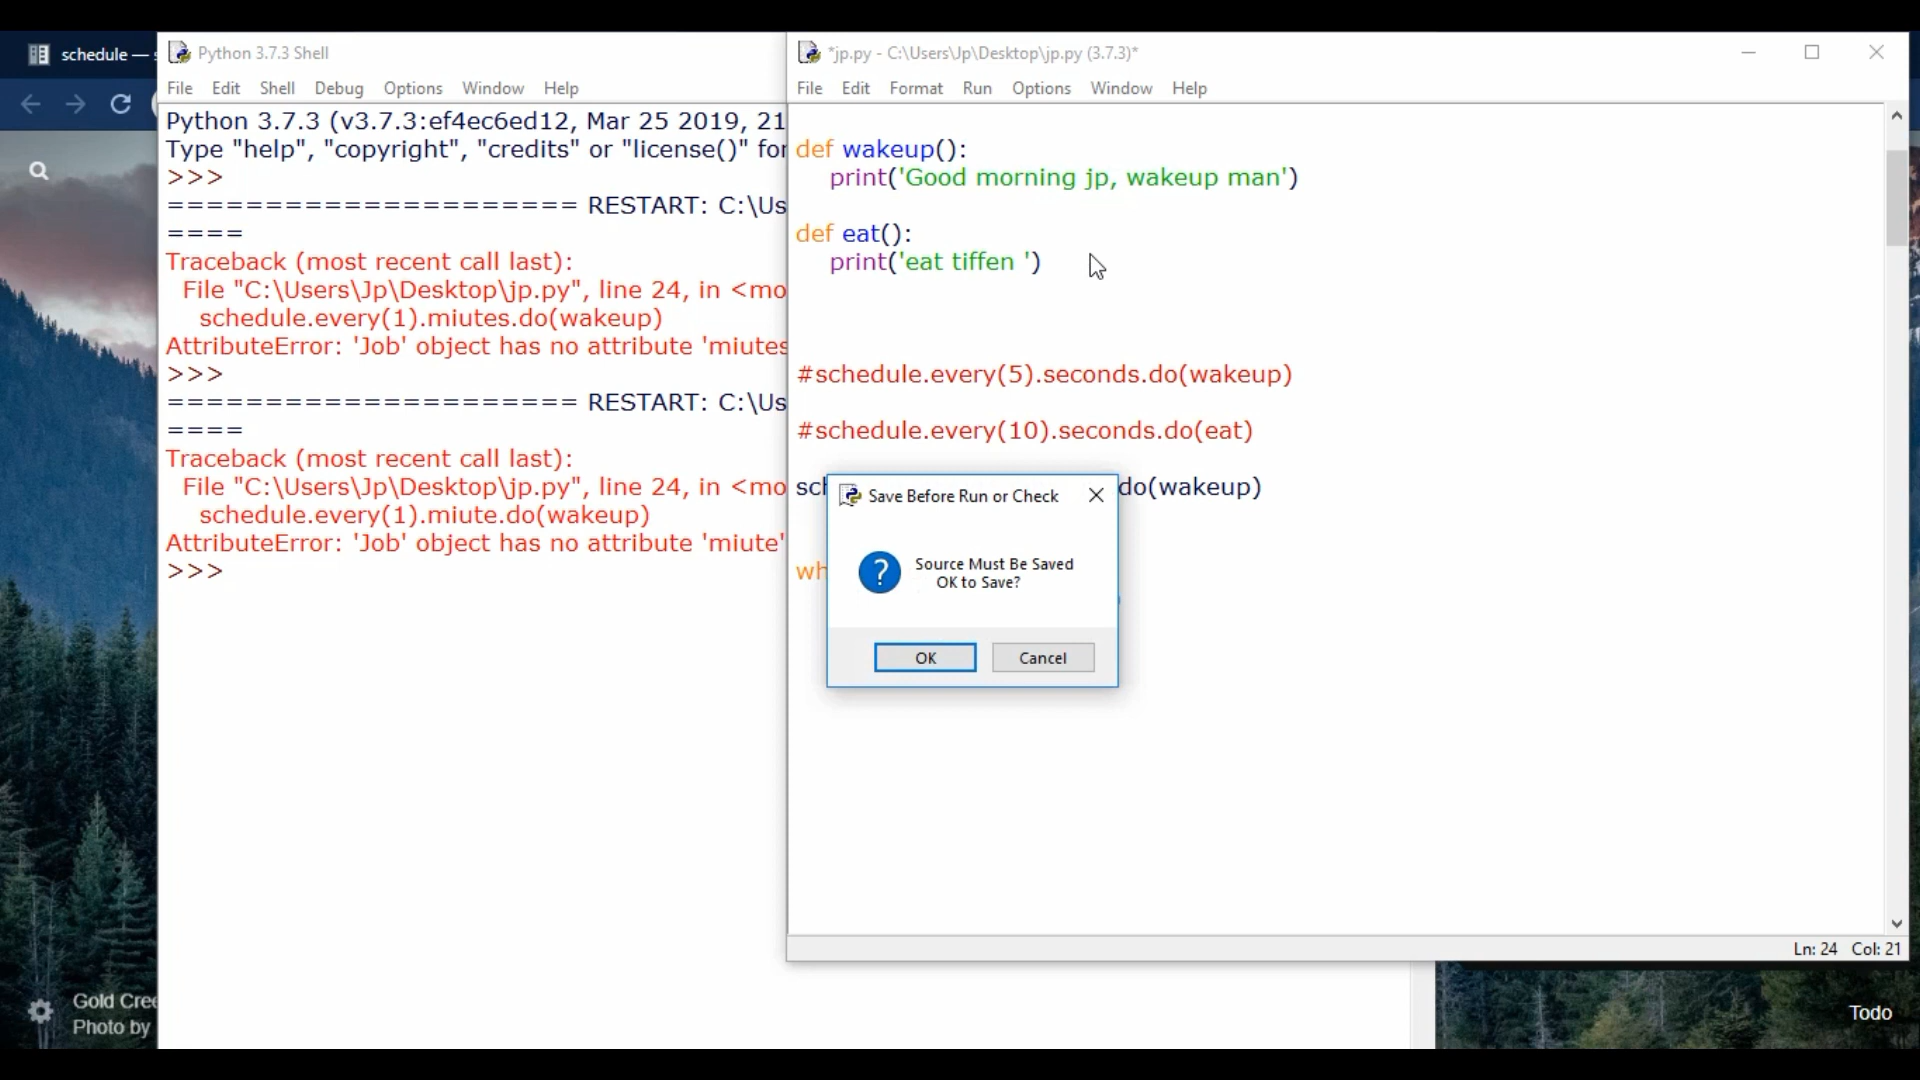 schedule —
Python 3.7.3 Shell
File Edit Shell Debug Options Window Help
Python 3.7.3 (v3.7.3:ef4ec6ed12, Mar 25 2019, 21
Type "help", "copyright", "credits" or "license()" for
>>>
===================== RESTART: C:\Us
====
Traceback (most recent call last):
File "C:\Users\Jp\Desktop\jp.py", line 24, in <mo
schedule.every(1).miutes.do(wakeup)
AttributeError: 'Job' object has no attribute 'miutes
>>>
===================== RESTART: C:\Us
====
Traceback (most recent call last):
File "C:\Users\Jp\Desktop\jp.py", line 24, in <mo
schedule.every(1).miute.do(wakeup)
AttributeError: 'Job' object has no attribute 'miute'
>>>
*jp.py - C:\Users\Jp\Desktop\jp.py (3.7.3)*
File Edit Format Run Options Window Help
def wakeup():
print('Good morning jp, wakeup man')
def eat():
print('eat tiffen ')
#schedule.every(5).seconds.do(wakeup)
#schedule.every(10).seconds.do(eat)
sch
do(wakeup)
wh
Save Before Run or Check
Source Must Be Saved
OK to Save?
OK Cancel
Ln: 24 Col: 21
Gold Cree
Photo by
Todo